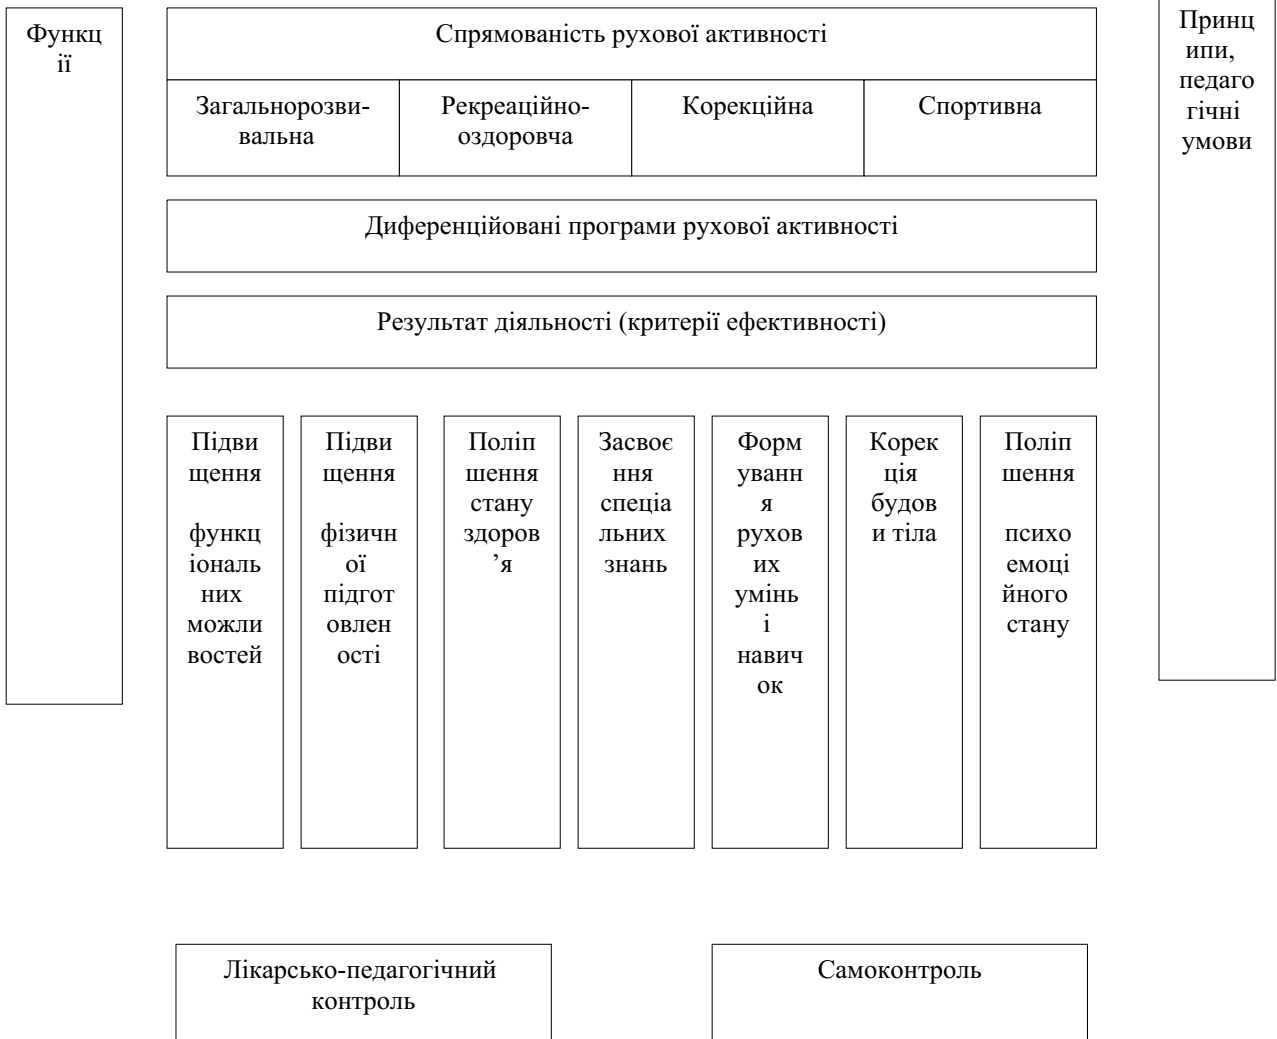 Функц
ії
Спрямованість рухової активності
Загальнорозви-
вальна
Рекреаційно-
оздоровча
Корекційна
Спортивна
Принц
ипи,
педаго
гічні
умови
Диференційовані програми рухової активності
Результат діяльності (критерії ефективності)
Підви
щення
функц
іональ
них
можли
востей
Підви
щення
фізичн
ої
підгот
овлен
ості
Поліп
шення
стану
здоров
’я
Засвоє
ння
спеціа
льних
знань
Форм
уванн
я
рухов
их
умінь
і
навич
ок
Корек
ція
будов
и тіла
Поліп
шення
психо
емоці
йного
стану
Лікарсько-педагогічний
контроль
Самоконтроль